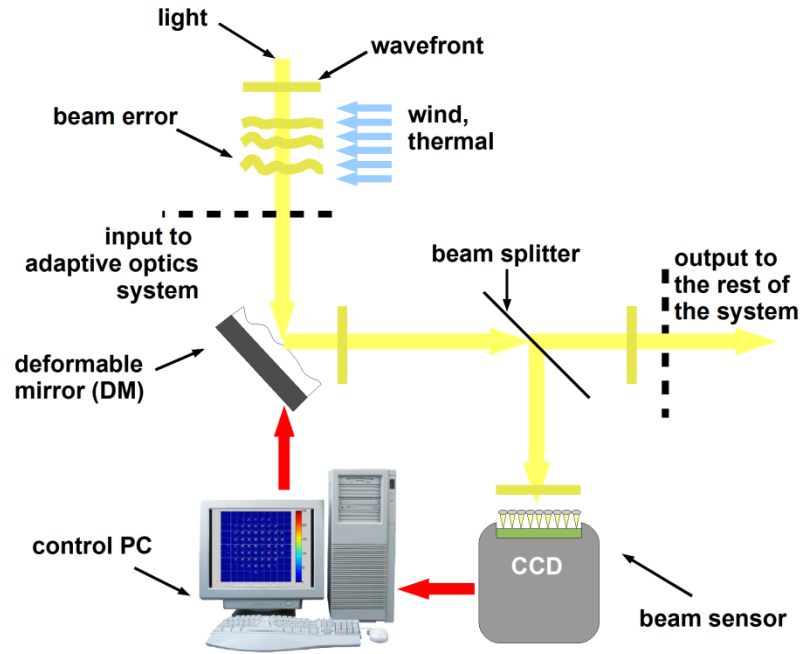 light
wavefront
beam error
wind,
thermal
input to
adaptive optics
system
beam splitter
output to
the rest of
the system
deformable
mirror (DM)
control PC
CCD
beam sensor